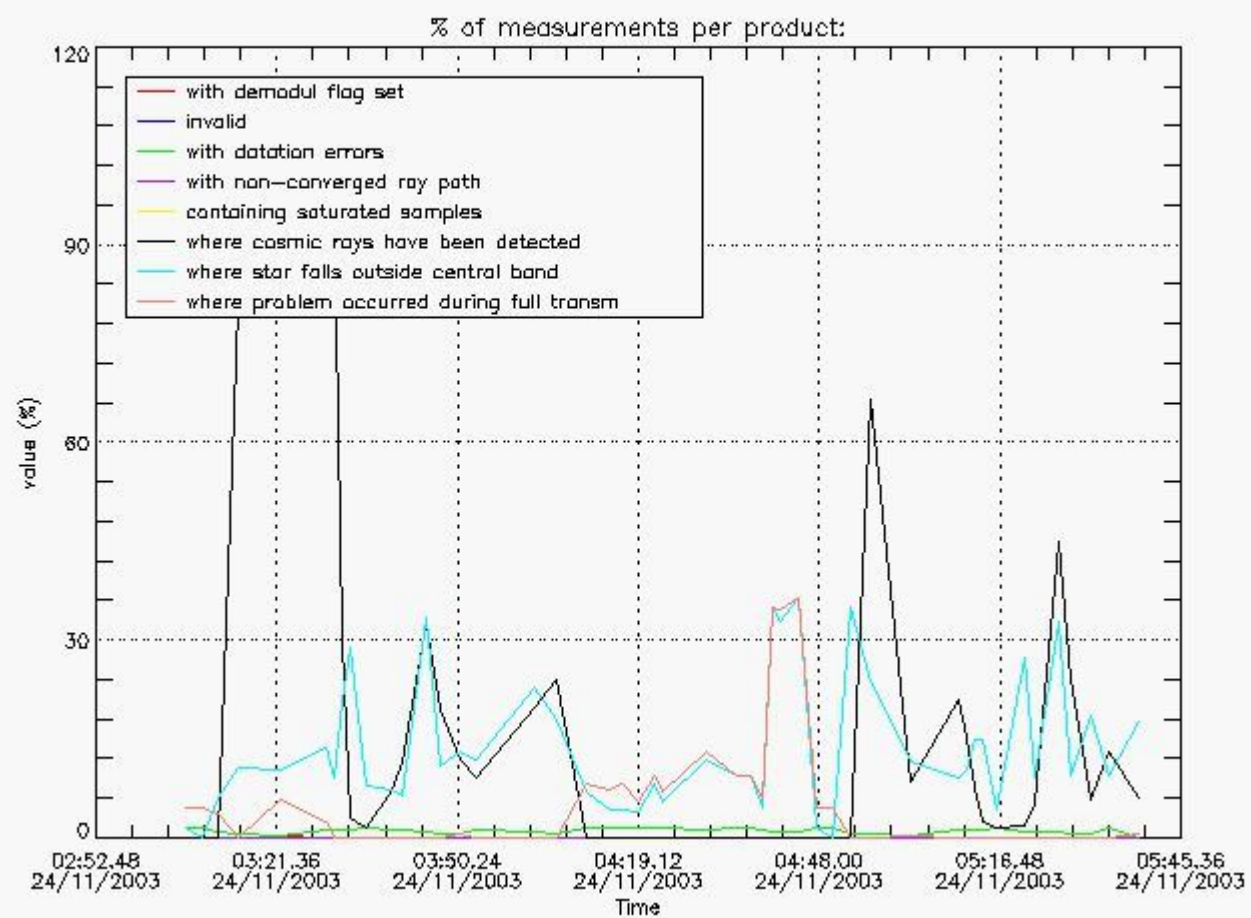 % of measurements per product:
120
with demodul flag set
invalid
with datation errors
with non-converged ray path
containing saturated samples
90
where cosmic rays have been detected
where star falls outside central band
where problem occurred during full transm
value (%)
60
30
0
02:52.48 03:21.36 03:50.24 04:19.12 04:48.00 05:16.48 05:45.36
24/11/2003 24/11/2003 24/11/2003 24/11/2003 24/11/2003 24/11/2003 24/11/2003
Time